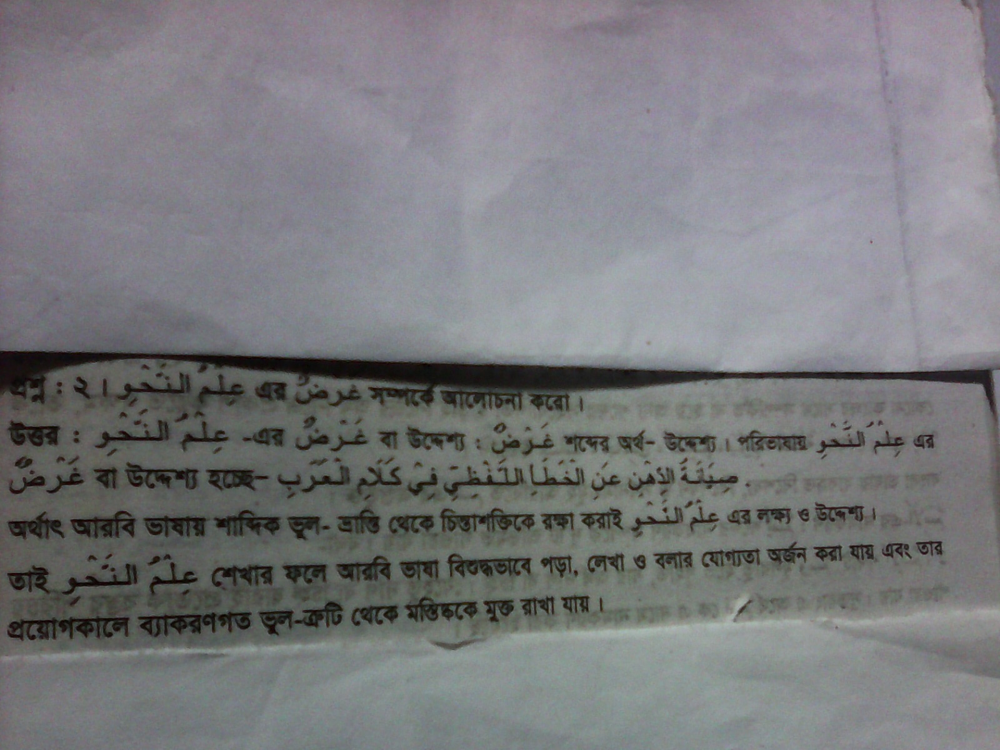 প্রশ্ন : ২। عِلْمُ النَّحْوِ এর غَرْضٌ সম্পর্কে আলোচনা করো।
উত্তর : عِلْمُ النَّحْوِ -এর غَرْضٌ বা উদ্দেশ্য : غَرْضٌ শব্দের অর্থ- উদ্দেশ্য। পরিভাষায় عِلْمُ النَّحْوِ এর
غَرْضٌ বা উদ্দেশ্য হচ্ছে- صِيَانَةُ الذِّهْنِ عَنِ الْخَطَأِ اللَّفْظِيِّ فِيْ كَلَامِ الْعَرَبِ.
অর্থাৎ আরবি ভাষায় শাব্দিক ভুল- ভ্রান্তি থেকে চিন্তাশক্তিকে রক্ষা করাই عِلْمُ النَّحْوِ এর লক্ষ্য ও উদ্দেশ্য।
তাই عِلْمُ النَّحْوِ শেখার ফলে আরবি ভাষা বিশুদ্ধভাবে পড়া, লেখা ও বলার যোগ্যতা অর্জন করা যায় এবং তার
প্রয়োগকালে ব্যাকরণগত ভুল-ত্রুটি থেকে মস্তিষ্ককে মুক্ত রাখা যায়।